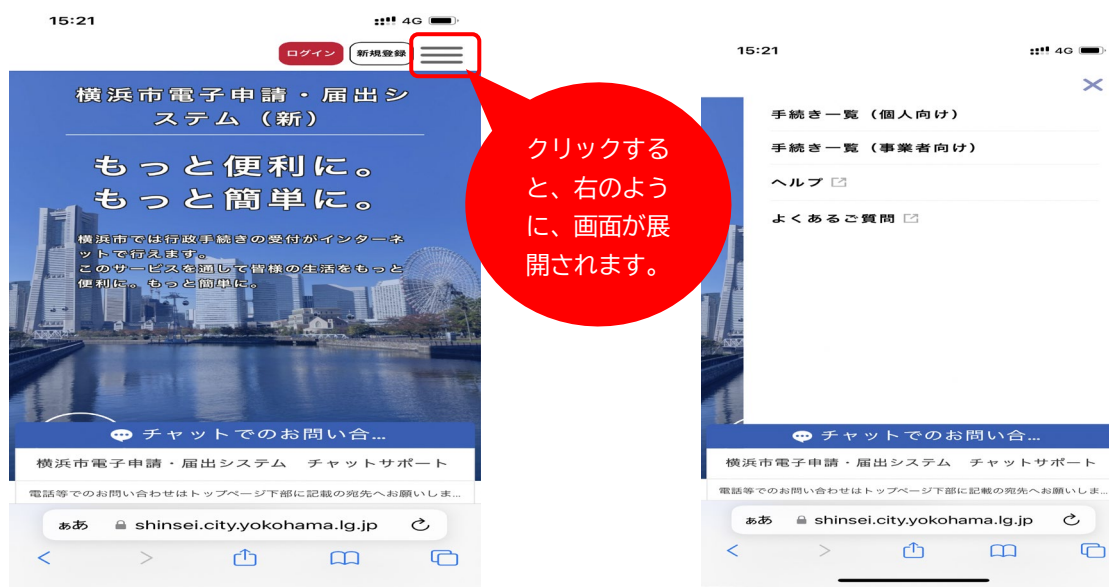 15:21
4G
ログイン
新規登録
横浜市電子申請・届出シ
ステム（新）
もっと便利に。
もっと簡単に。
横浜市では行政手続きの受付がインターネ
ットで行えます。
このサービスを通して皆様の生活をもっと
便利に。もっと簡単に。
チャットでのお問い合...
横浜市電子申請・届出システム　チャットサポート
電話等でのお問い合わせはトップページ下部に記載の宛先へお願いしま...
ぁあ
shinsei.city.yokohama.lg.jp
クリックする
と、右のよう
に、画面が展
開されます。
15:21
4G
手続き一覧（個人向け）
手続き一覧（事業者向け）
ヘルプ
よくあるご質問
チャットでのお問い合...
横浜市電子申請・届出システム　チャットサポート
電話等でのお問い合わせはトップページ下部に記載の宛先へお願いしま...
ぁあ
shinsei.city.yokohama.lg.jp